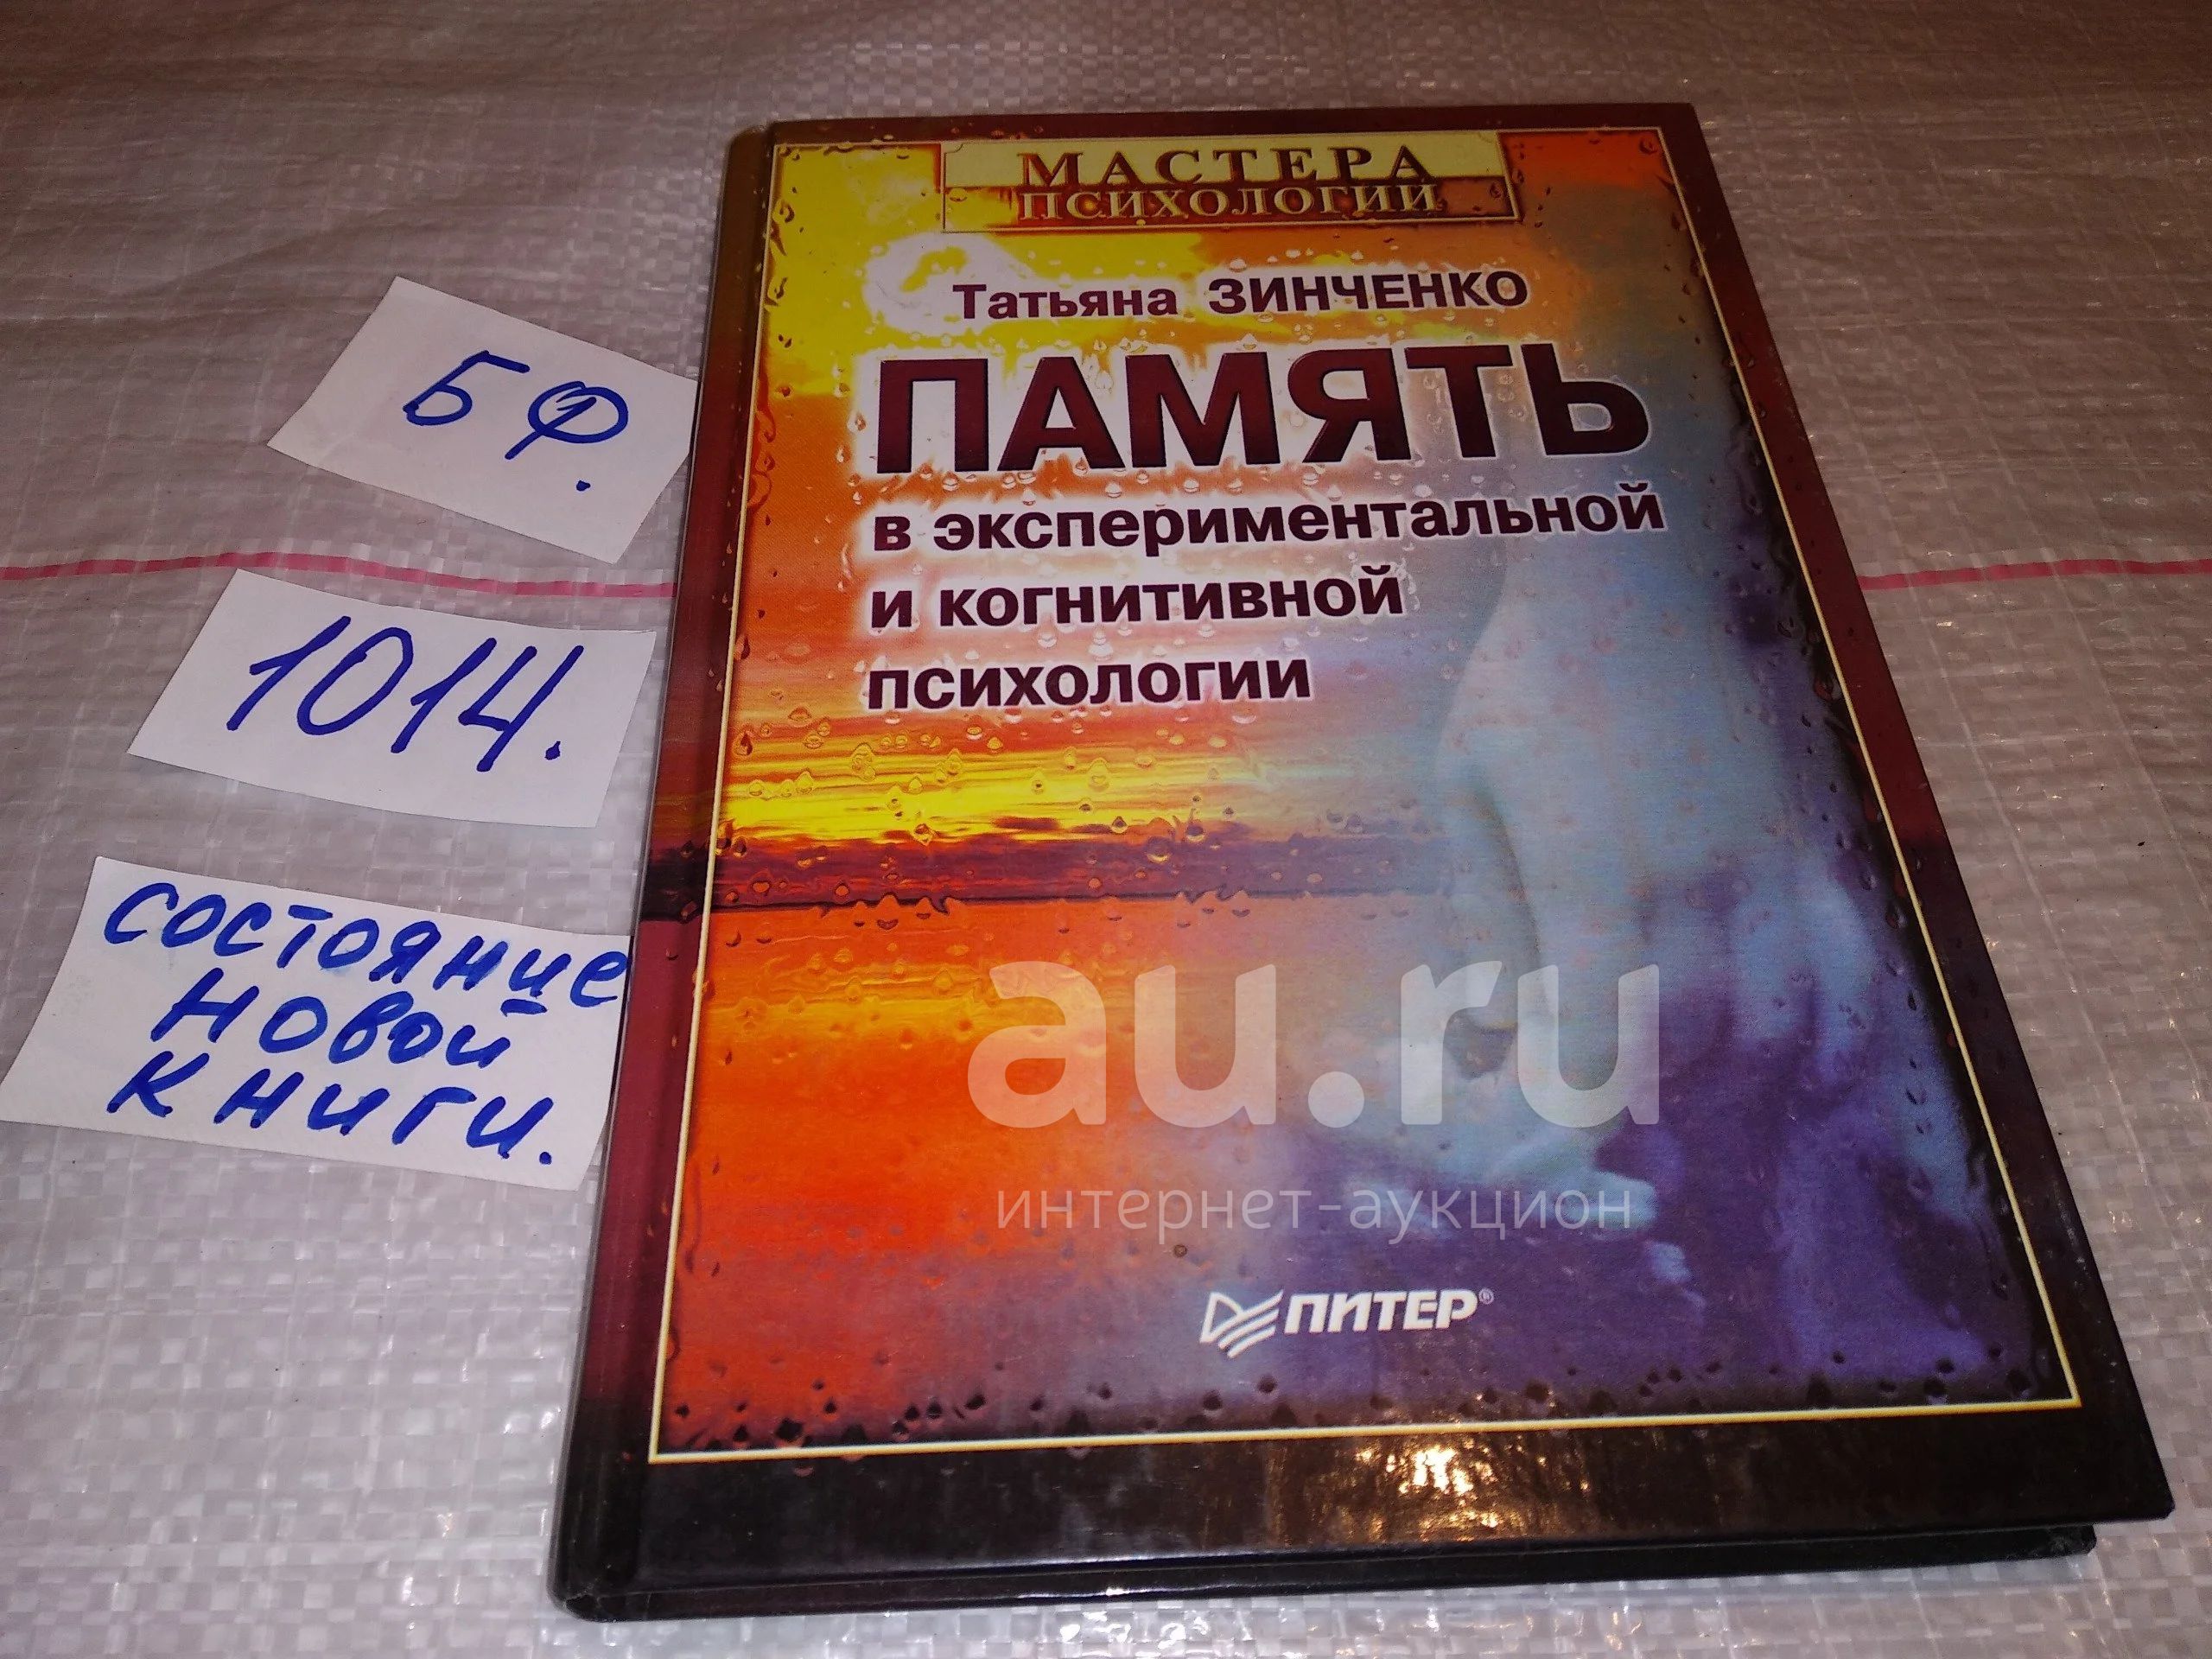 БФ.
1014.
состояние
новой
книги.
МАСТЕРА
ПСИХОЛОГИИ
Татьяна ЗИНЧЕНКО
ПАМЯТЬ
в экспериментальной
и когнитивной
психологии
au.ru
интернет-аукцион
ПИТЕР®